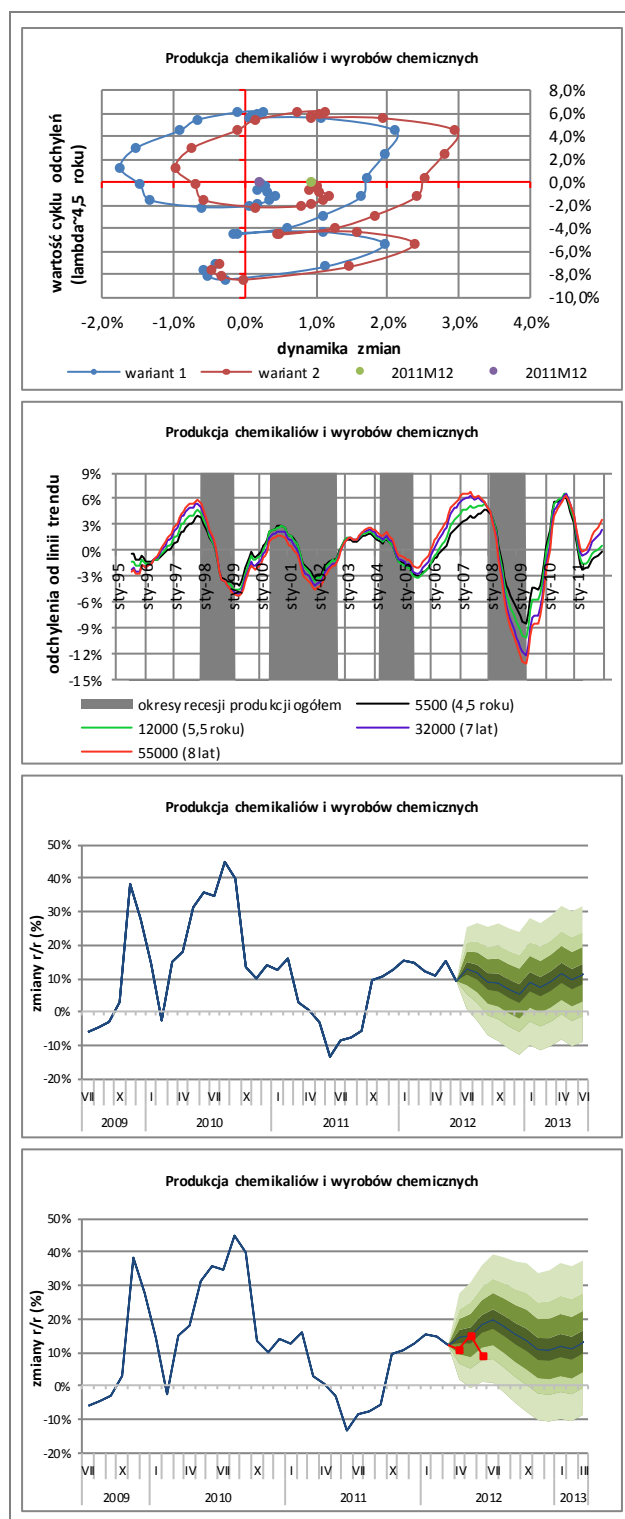 Produkcja chemikaliów i wyrobów chemicznych
8,0%
6,0%
4,0%
2,0%
0,0%
-2,0%
-4,0%
-6,0%
-8,0%
-10,0%
wartość cyklu odchyleń
(lambda~4,5 roku)
-2,0% -1,0% 0,0% 1,0% 2,0% 3,0% 4,0%
dynamika zmian
wariant 1 wariant 2 2011M12 2011M12
Produkcja chemikaliów i wyrobów chemicznych
odchylenia od linii trendu
9%
6%
3%
0%
-3%
-6%
-9%
-12%
-15%
sty-95 sty-96 sty-97 sty-98 sty-99 sty-00 sty-01 sty-02 sty-03 sty-04 sty-05 sty-06 sty-07 sty-08 sty-09 sty-10 sty-11
okresy recesji produkcji ogółem 5500 (4,5 roku)
12000 (5,5 roku) 32000 (7 lat)
55000 (8 lat)
Produkcja chemikaliów i wyrobów chemicznych
zmiany r/r (%)
50%
40%
30%
20%
10%
0%
-10%
-20%
VII X I IV VII X I IV VII X I IV VII X I IV VI
2009 2010 2011 2012 2013
Produkcja chemikaliów i wyrobów chemicznych
zmiany r/r (%)
50%
40%
30%
20%
10%
0%
-10%
-20%
VII X I IV VII X I IV VII X I IV VII X I III
2009 2010 2011 2012 2013